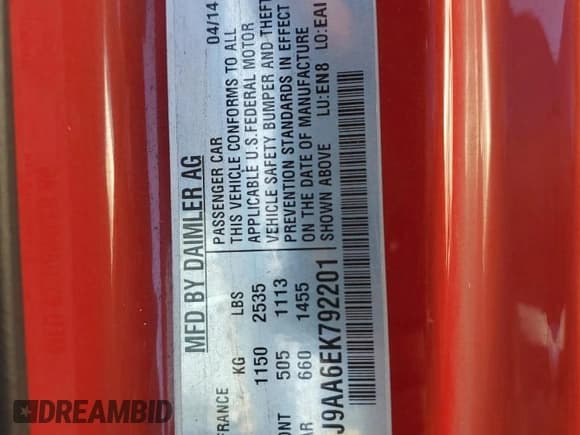 MFD BY DAIMLER AG
04/14
FRANCE
KG LBS
1150 2535
505 1113
660 1455
PASSENGER CAR
THIS VEHICLE CONFORMS TO ALL
APPLICABLE U.S.FEDERAL MOTOR
VEHICLE SAFETY BUMPER AND THEFT
PREVENTION STANDARDS IN EFFECT
ON THE DATE OF MANUFACTURE
SHOWN ABOVE LU:EN8 LO:EAI
J9AA6EK792201
DREAMBID